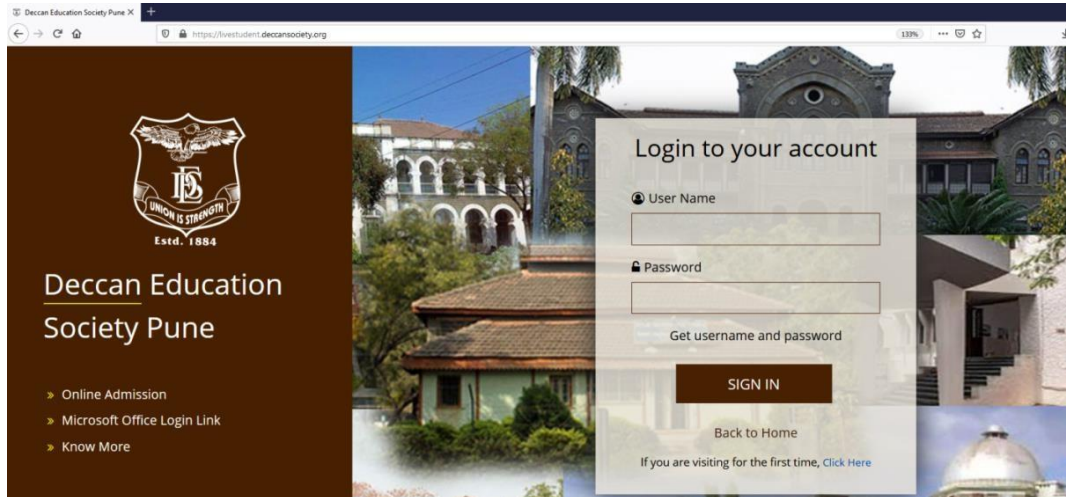 Deccan Education Society Pune
https://livestudent.deccansociety.org
133%
UNION IS STRENGTH
Estd. 1884
Deccan Education
Society Pune
Online Admission
Microsoft Office Login Link
Know More
Login to your account
User Name
Password
Get username and password
SIGN IN
Back to Home
If you are visiting for the first time, Click Here